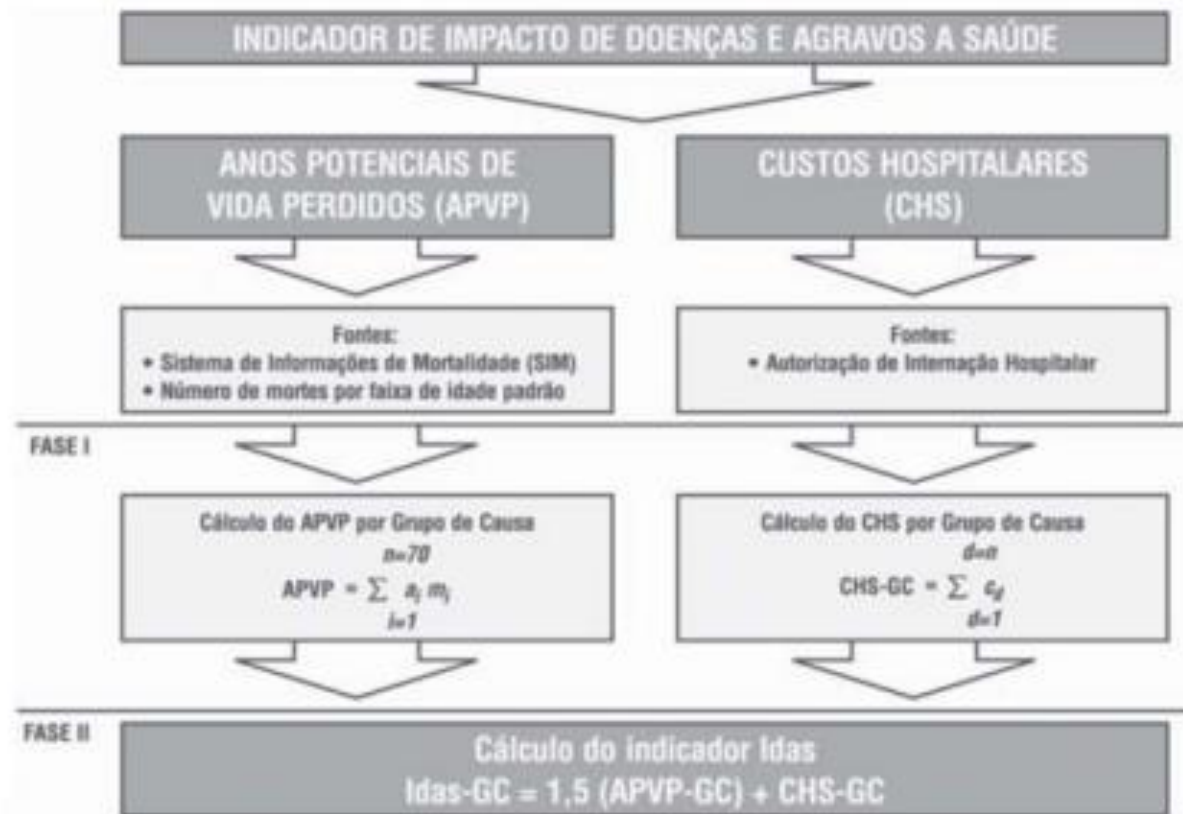 INDICADOR DE IMPACTO DE DOENÇAS E AGRAVOS A SAÚDE
ANOS POTENCIAIS DE
VIDA PERDIDOS (APVP)
CUSTOS HOSPITALARES
(CHS)
Fontes:
• Sistema de Informações de Mortalidade (SIM)
• Número de mortes por faixa de idade padrão
Fontes:
• Autorização de Internação Hospitalar
FASE I
Cálculo do APVP por Grupo de Causa
n=70
APVP = ∑ aᵢ mᵢ
i=1
Cálculo do CHS por Grupo de Causa
d=n
CHS-GC = ∑ c_d
d=1
FASE II
Cálculo do indicador Idas
Idas-GC = 1,5 (APVP-GC) + CHS-GC